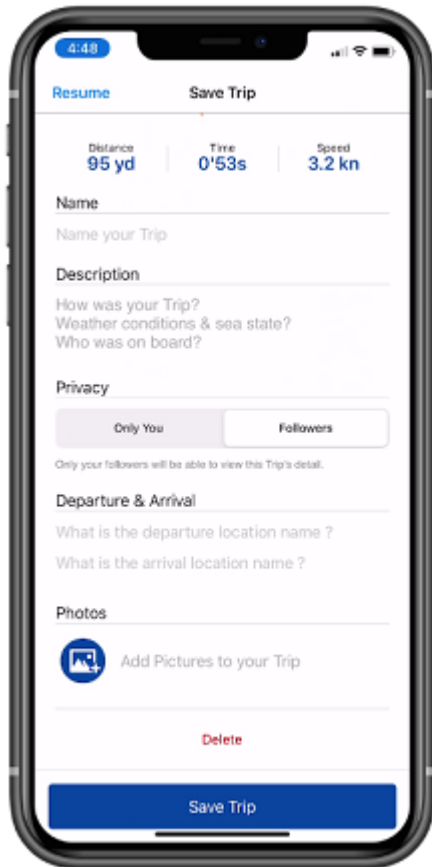 4:48
Resume
Save Trip
Distance
Time
Speed
95 yd
0'53s
3.2 kn
Name
Name your Trip
Description
How was your Trip?
Weather conditions & sea state?
Who was on board?
Privacy
Only You
Followers
Only your followers will be able to view this Trip's detail.
Departure & Arrival
What is the departure location name ?
What is the arrival location name ?
Photos
Add Pictures to your Trip
Delete
Save Trip